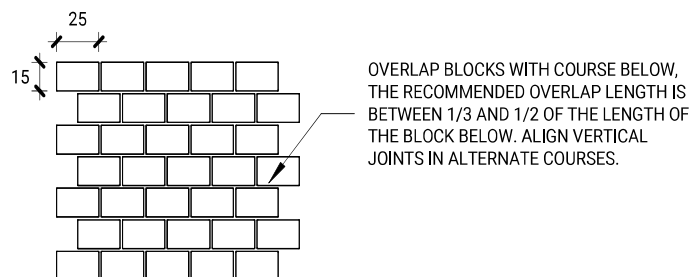 25
15
OVERLAP BLOCKS WITH COURSE BELOW,
THE RECOMMENDED OVERLAP LENGTH IS
BETWEEN 1/3 AND 1/2 OF THE LENGTH OF
THE BLOCK BELOW. ALIGN VERTICAL
JOINTS IN ALTERNATE COURSES.